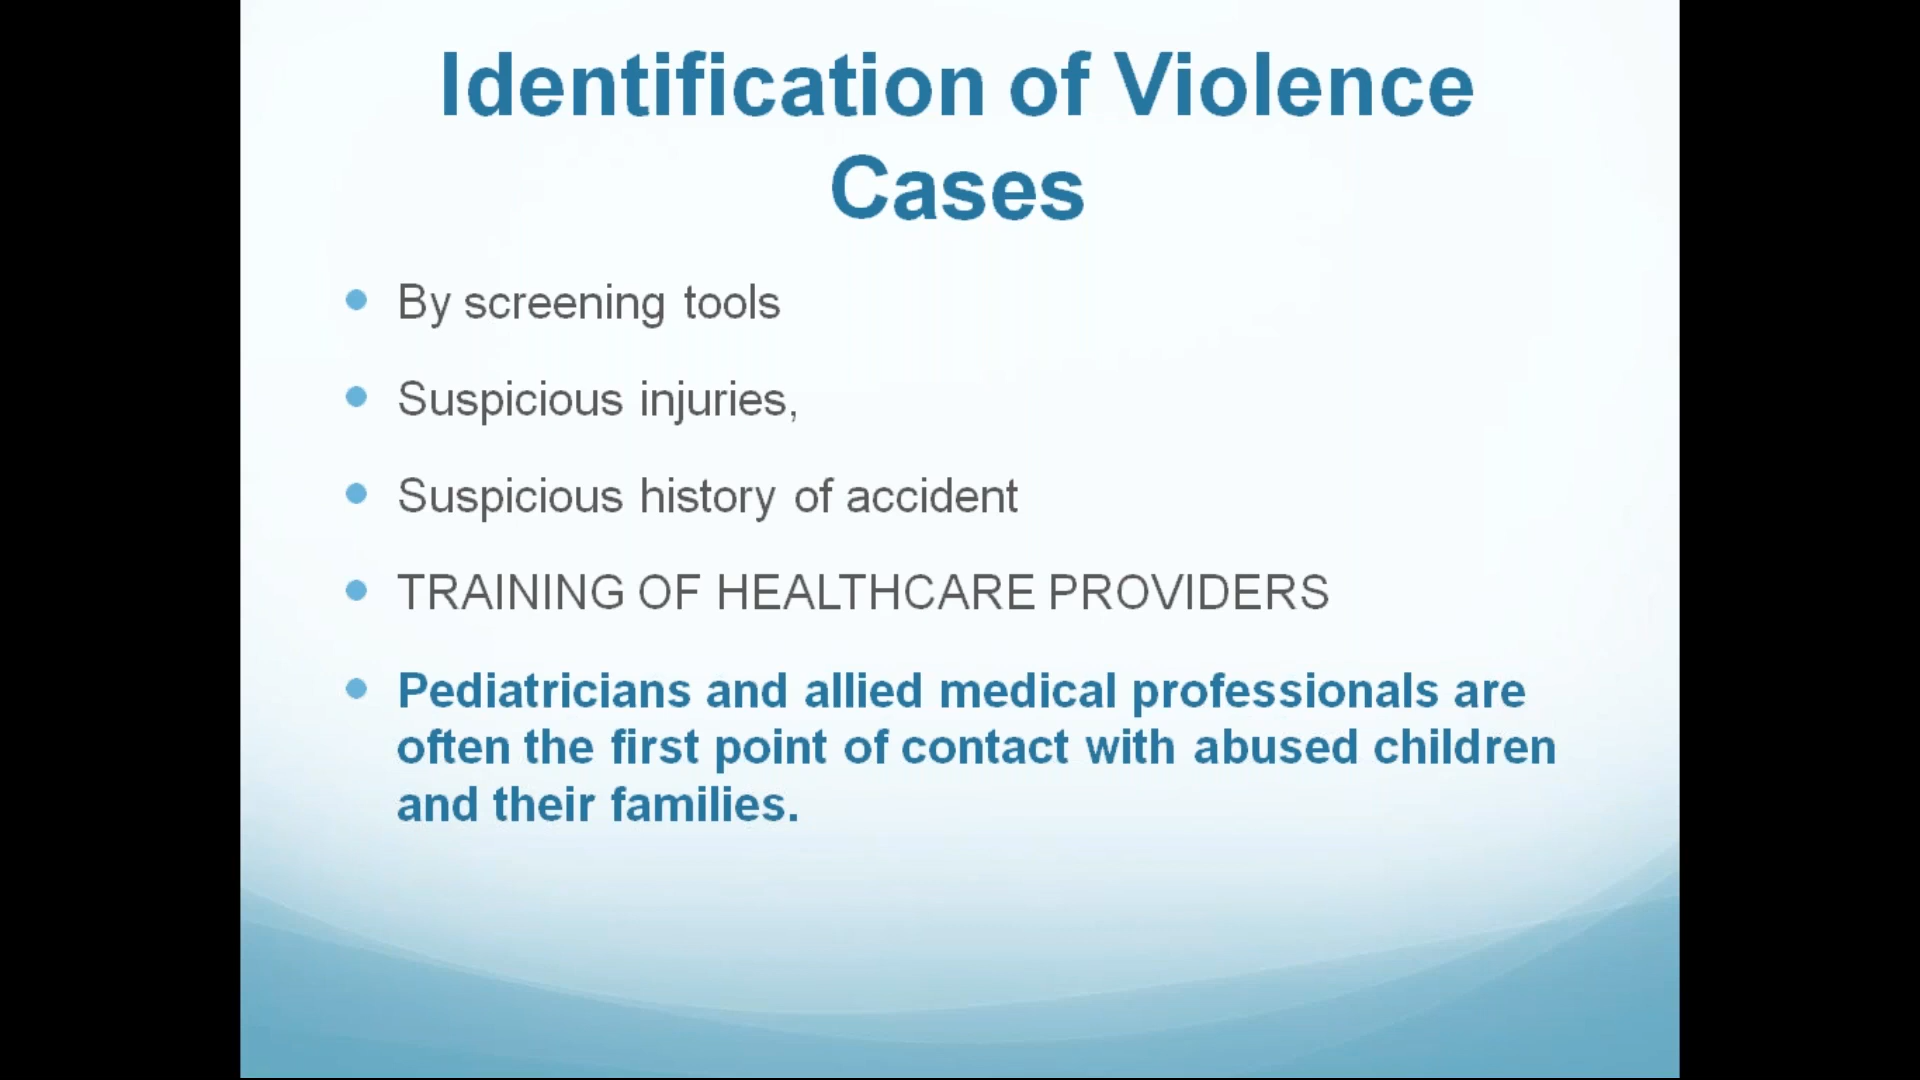 Identification of Violence
Cases
By screening tools
Suspicious injuries,
Suspicious history of accident
TRAINING OF HEALTHCARE PROVIDERS
Pediatricians and allied medical professionals are
often the first point of contact with abused children
and their families.